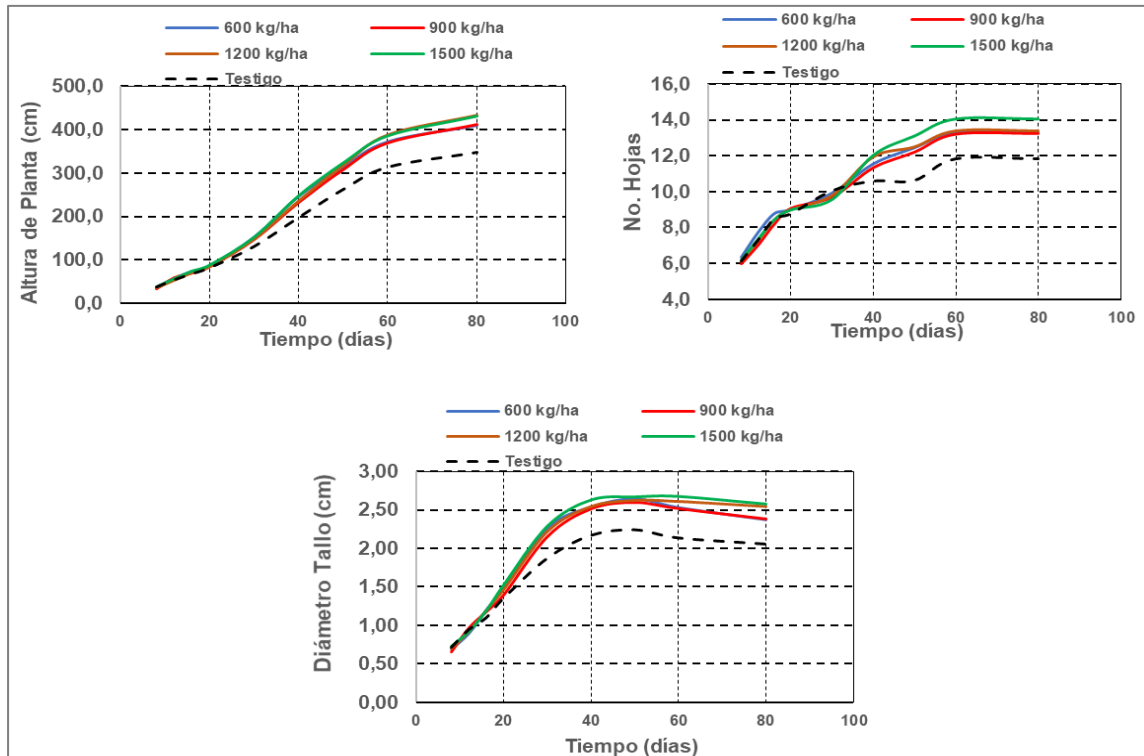 600 kg/ha 900 kg/ha
1200 kg/ha 1500 kg/ha
Testigo
Altura de Planta (cm)
500,0
400,0
300,0
200,0
100,0
0,0
0 20 40 60 80 100
Tiempo (días)
600 kg/ha 900 kg/ha
1200 kg/ha 1500 kg/ha
Testigo
No. Hojas
16,0
14,0
12,0
10,0
8,0
6,0
4,0
0 20 40 60 80 100
Tiempo (días)
600 kg/ha 900 kg/ha
1200 kg/ha 1500 kg/ha
Testigo
Diámetro Tallo (cm)
3,00
2,50
2,00
1,50
1,00
0,50
0,00
0 20 40 60 80 100
Tiempo (días)